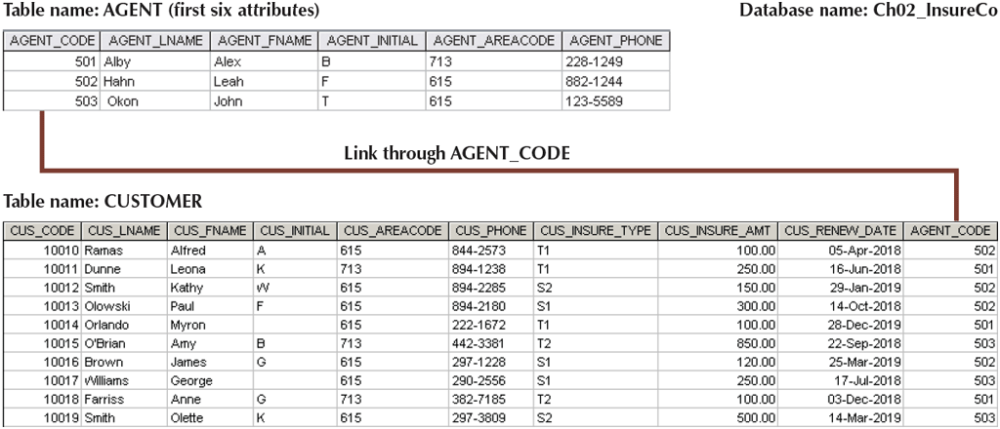 Table name: AGENT (first six attributes) Database name: Ch02_InsureCo
AGENT_CODE AGENT_LNAME AGENT_FNAME AGENT_INITIAL AGENT_AREACODE AGENT_PHONE
501 Alby Alex B 713 228-1249
502 Hahn Leah F 615 882-1244
503 Okon John T 615 123-5589
Link through AGENT_CODE
Table name: CUSTOMER
CUS_CODE CUS_LNAME CUS_FNAME CUS_INITIAL CUS_AREACODE CUS_PHONE CUS_INSURE_TYPE CUS_INSURE_AMT CUS_RENEW_DATE AGENT_CODE
10010 Ramas Alfred A 615 844-2573 T1 100.00 05-Apr-2018 502
10011 Dunne Leona K 713 894-1238 T1 250.00 16-Jun-2018 501
10012 Smith Kathy W 615 894-2285 S2 150.00 29-Jan-2019 502
10013 Olowski Paul F 615 894-2180 S1 300.00 14-Oct-2018 502
10014 Orlando Myron 615 222-1672 T1 100.00 28-Dec-2019 501
10015 O'Brian Amy B 713 442-3381 T2 850.00 22-Sep-2018 503
10016 Brown James G 615 297-1228 S1 120.00 25-Mar-2019 502
10017 Williams George 615 290-2556 S1 250.00 17-Jul-2018 503
10018 Farriss Anne G 713 382-7185 T2 100.00 03-Dec-2018 501
10019 Smith Olette K 615 297-3809 S2 500.00 14-Mar-2019 503